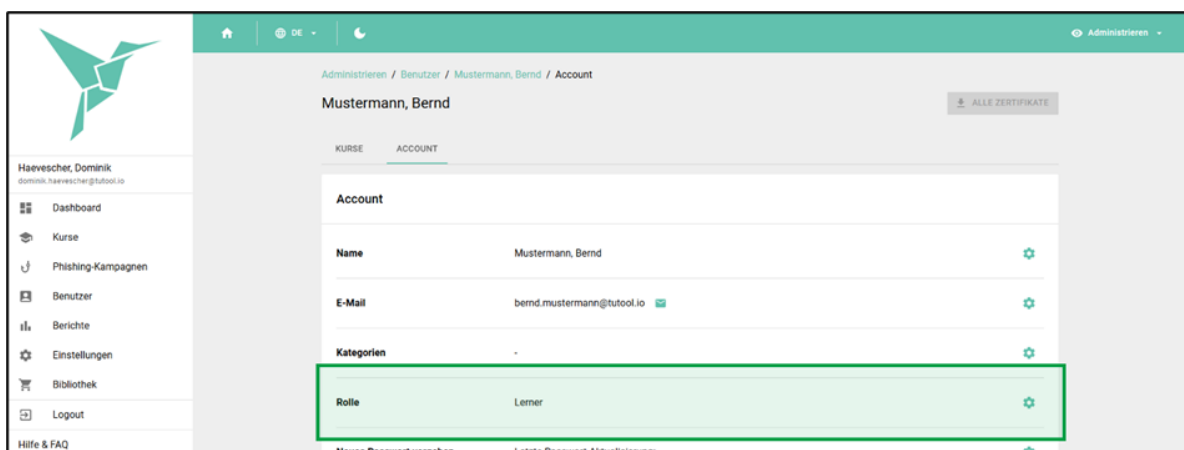 DE
Administrieren
Administrieren / Benutzer / Mustermann, Bernd / Account
Mustermann, Bernd
ALLE ZERTIFIKATE
KURSE ACCOUNT
Haevescher, Dominik
dominik.haevescher@tutool.io
Dashboard
Kurse
Phishing-Kampagnen
Benutzer
Berichte
Einstellungen
Bibliothek
Logout
Hilfe & FAQ
Account
Name Mustermann, Bernd
E-Mail bernd.mustermann@tutool.io
Kategorien -
Rolle Lerner